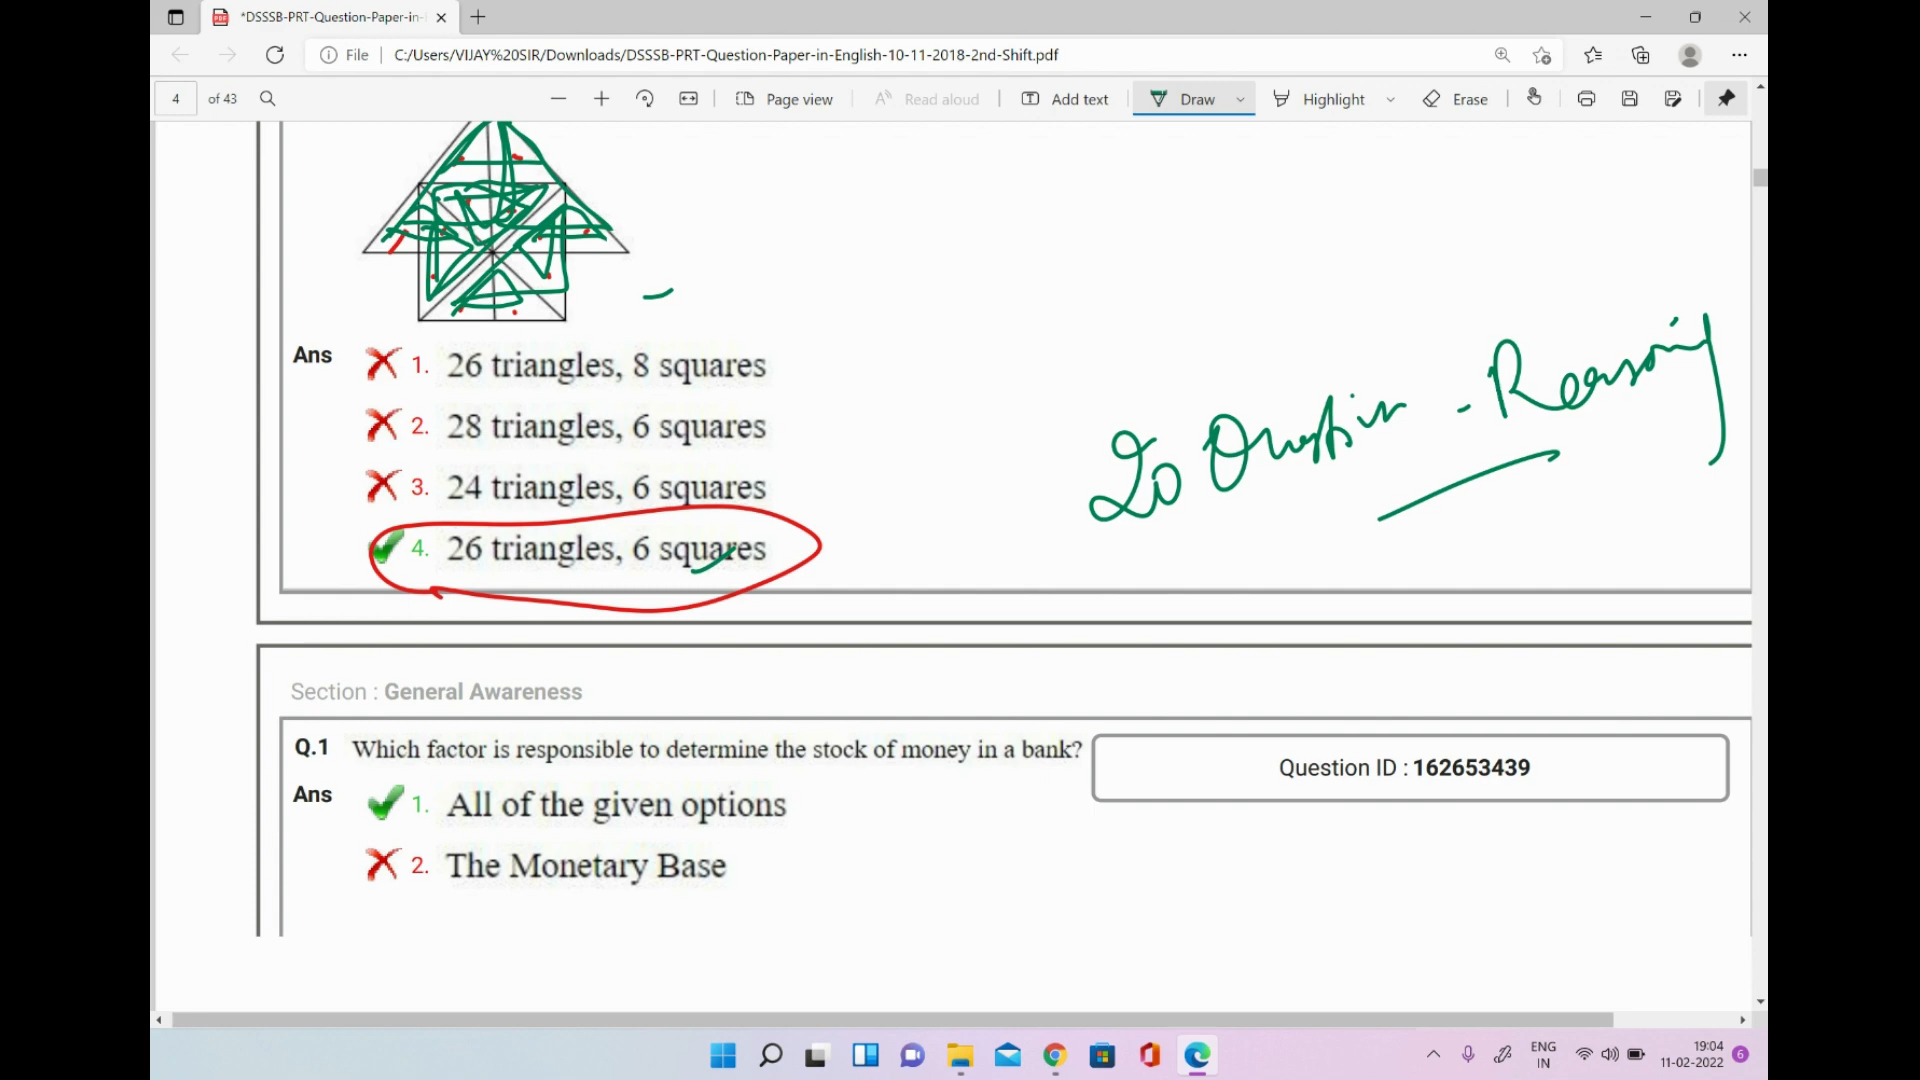 *DSSSB-PRT-Question-Paper-in-
File
C:/Users/VIJAY%20SIR/Downloads/DSSSB-PRT-Question-Paper-in-English-10-11-2018-2nd-Shift.pdf
4 of 43
Page view
Read aloud
Add text
Draw
Highlight
Erase
Ans
1. 26 triangles, 8 squares
2. 28 triangles, 6 squares
3. 24 triangles, 6 squares
4. 26 triangles, 6 squares
20 Question - Reasoning
Section : General Awareness
Q.1 Which factor is responsible to determine the stock of money in a bank?
Question ID : 162653439
Ans
1. All of the given options
2. The Monetary Base
ENG
IN
19:04
11-02-2022
6